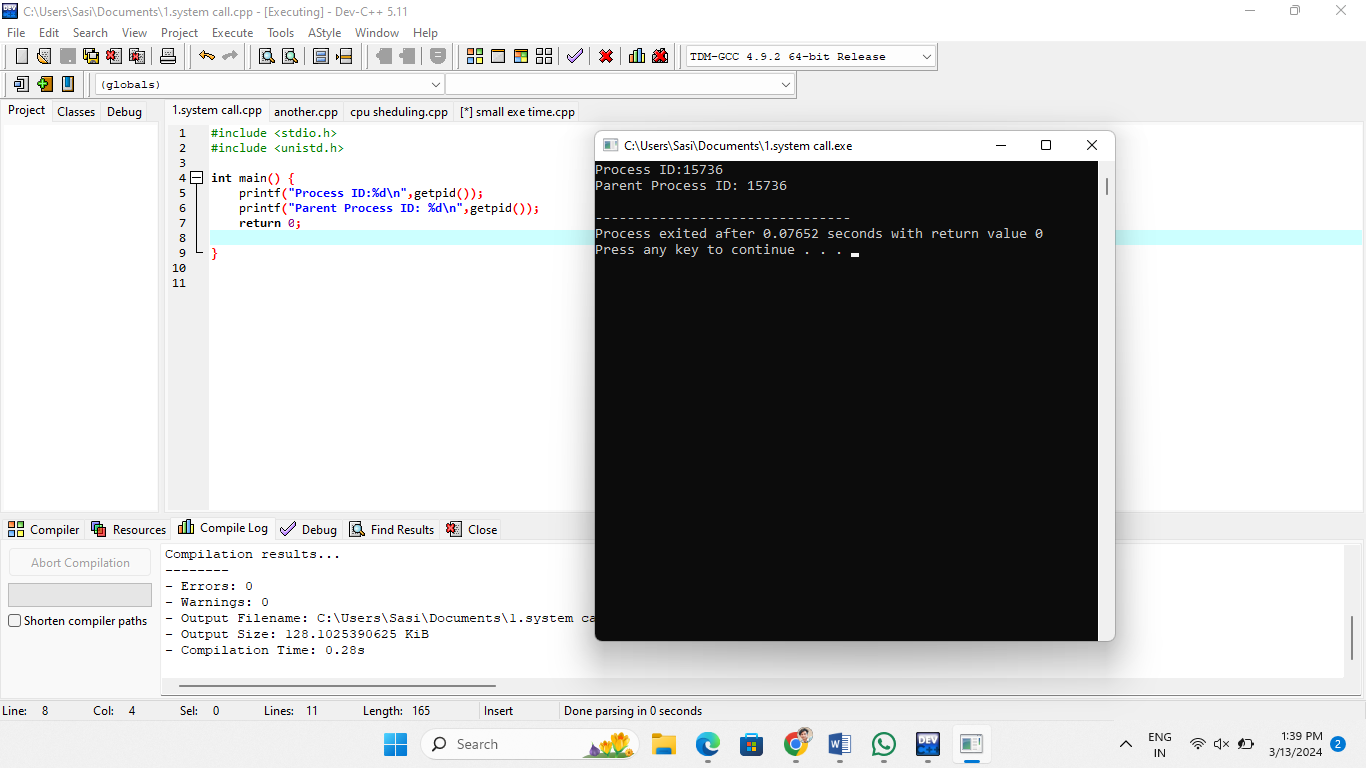 C:\Users\Sasi\Documents\1.system call.cpp - [Executing] - Dev-C++ 5.11
File Edit Search View Project Execute Tools AStyle Window Help
TDM-GCC 4.9.2 64-bit Release
(globals)
Project Classes Debug
1.system call.cpp another.cpp cpu sheduling.cpp [*] small exe time.cpp
1 #include <stdio.h>
2 #include <unistd.h>
3
4 int main() {
5 printf("Process ID:%d\n",getpid());
6 printf("Parent Process ID: %d\n",getpid());
7 return 0;
8
9 }
10
11
C:\Users\Sasi\Documents\1.system call.exe
Process ID:15736
Parent Process ID: 15736
--------------------------------
Process exited after 0.07652 seconds with return value 0
Press any key to continue . . .
Compiler Resources Compile Log Debug Find Results Close
Abort Compilation
Shorten compiler paths
Compilation results...
--------
- Errors: 0
- Warnings: 0
- Output Filename: C:\Users\Sasi\Documents\1.system ca
- Output Size: 128.1025390625 KiB
- Compilation Time: 0.28s
Line: 8 Col: 4 Sel: 0 Lines: 11 Length: 165 Insert Done parsing in 0 seconds
Search
DEV
ENG
IN
1:39 PM
3/13/2024
2